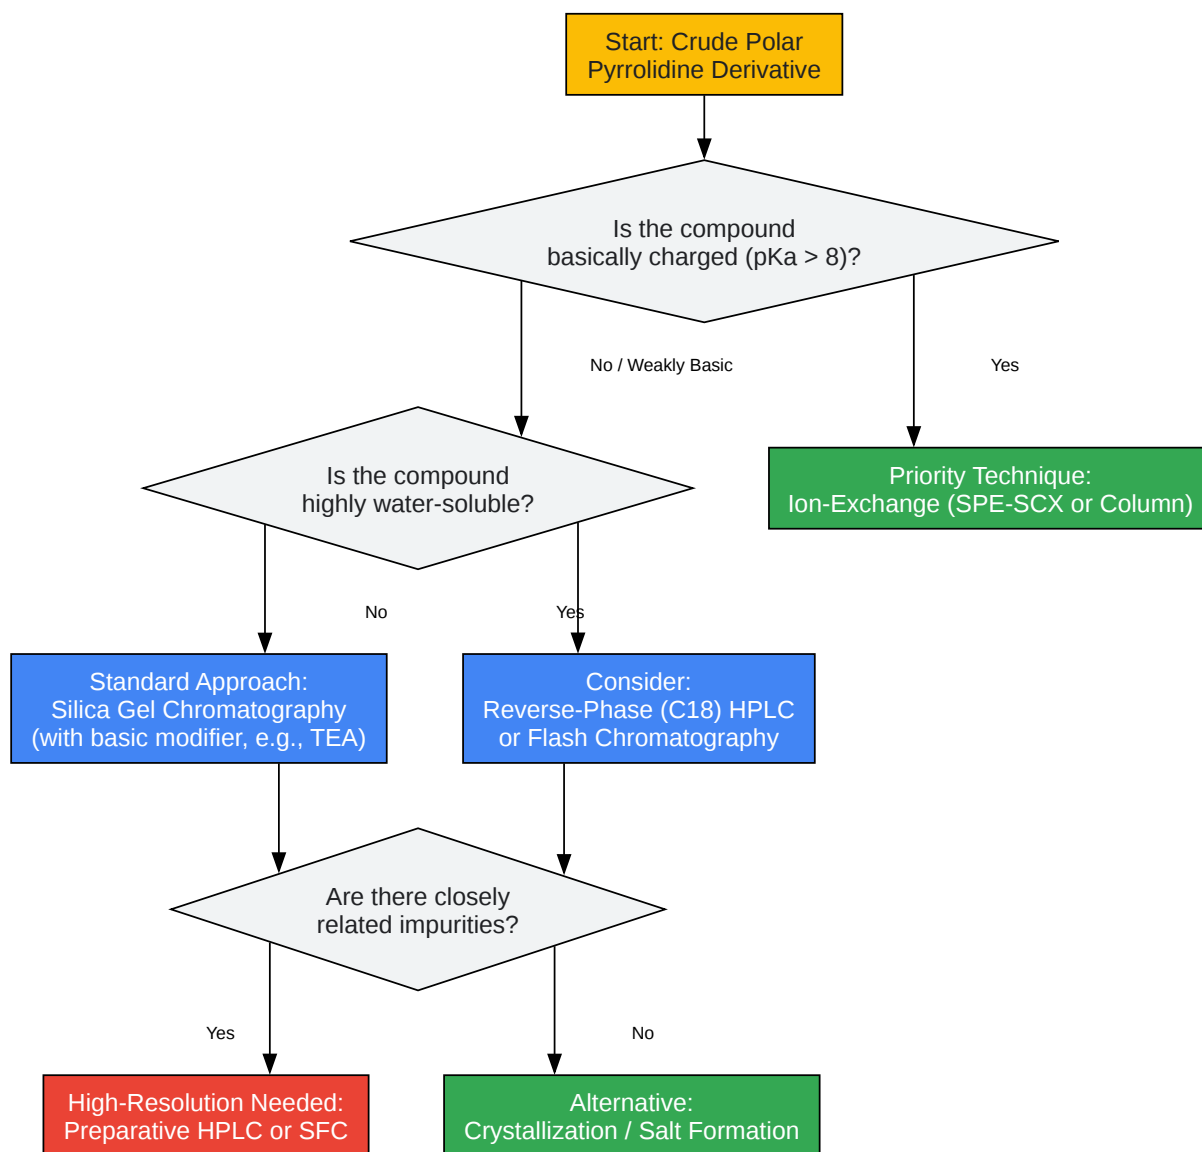 Start: Crude Polar
Pyrrolidine Derivative
Is the compound
basically charged (pKa > 8)?
No / Weakly Basic
Yes
Is the compound
highly water-soluble?
Priority Technique:
Ion-Exchange (SPE-SCX or Column)
No
Yes
Standard Approach:
Silica Gel Chromatography
(with basic modifier, e.g., TEA)
Consider:
Reverse-Phase (C18) HPLC
or Flash Chromatography
Are there closely
related impurities?
Yes
No
High-Resolution Needed:
Preparative HPLC or SFC
Alternative:
Crystallization / Salt Formation